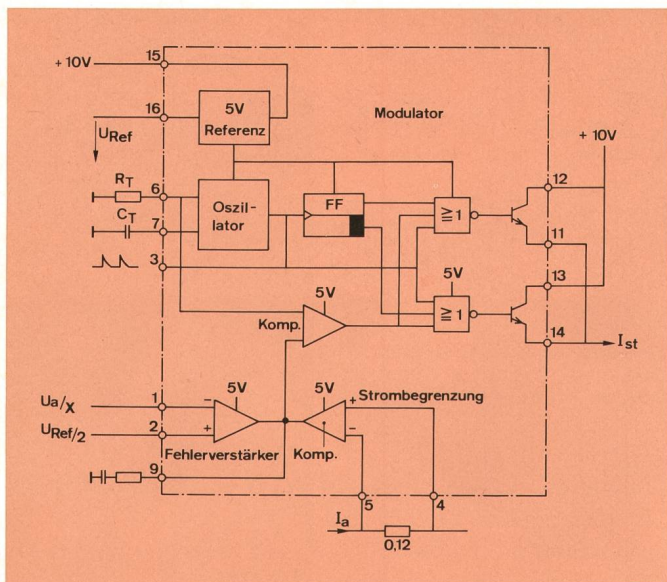 15
+ 10V
16
5V
Referenz
Modulator
URef
+ 10V
RT
6
12
Oszil-
lator
FF
≧ 1
CT
7
11
3
5V
13
5V
Komp.
≧ 1
14
Ist
5V
5V
Ua/x
1
−
+
Strombegrenzung
URef/2
2
+
−
Fehlerverstärker
Komp.
9
5
4
Ia
0,12